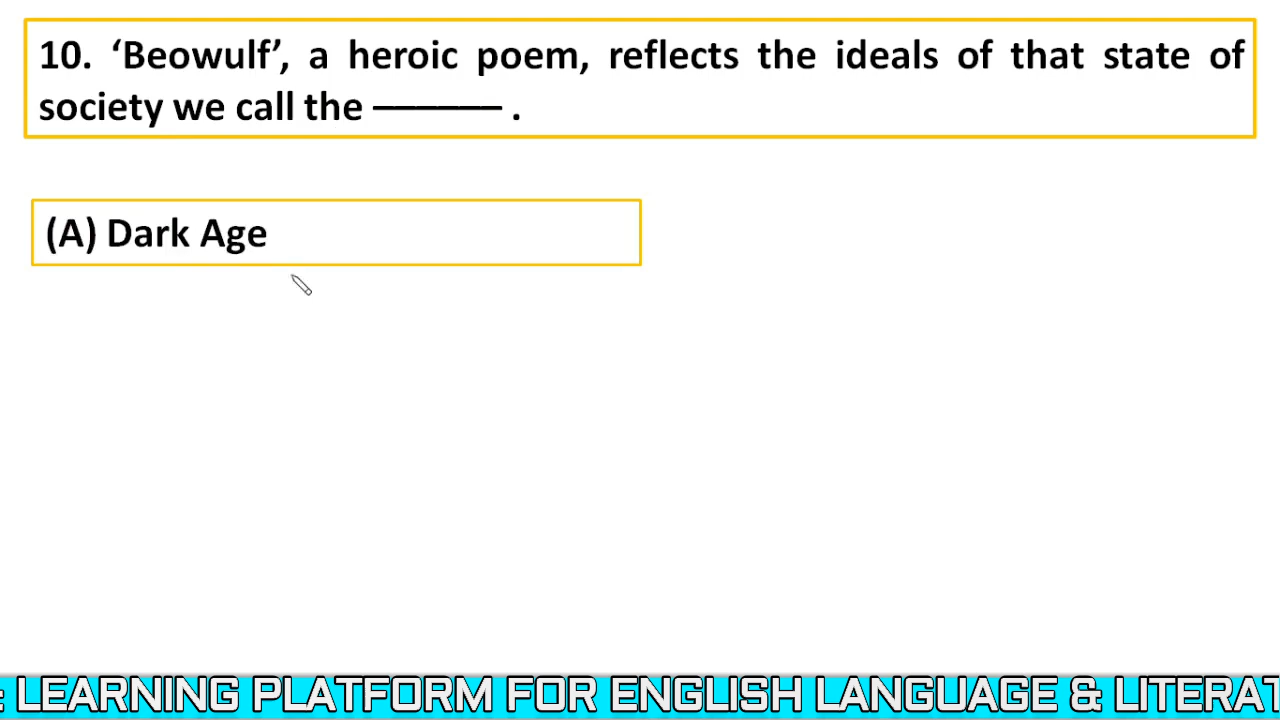 10. ‘Beowulf’, a heroic poem, reflects the ideals of that state of
society we call the ——— .
(A) Dark Age
: LEARNING PLATFORM FOR ENGLISH LANGUAGE & LITERAT